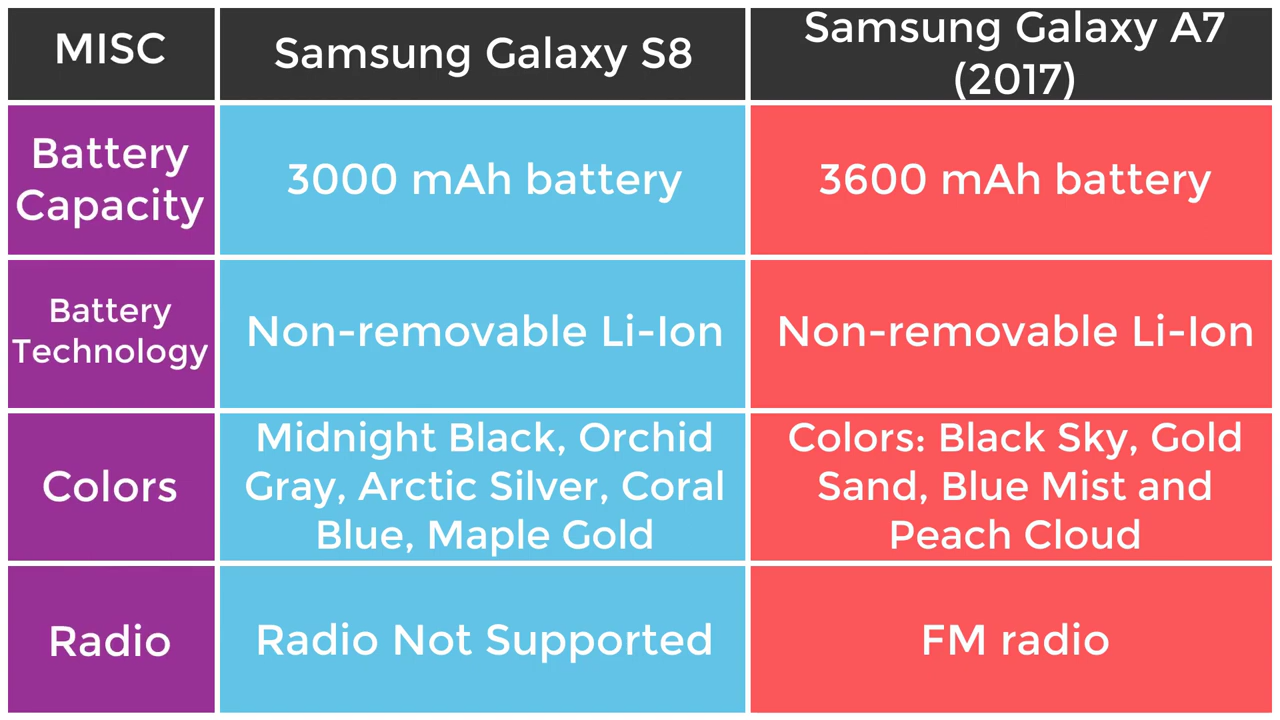 MISC
Samsung Galaxy S8
Samsung Galaxy A7
(2017)
Battery
Capacity
3000 mAh battery
3600 mAh battery
Battery
Technology
Non-removable Li-Ion
Non-removable Li-Ion
Colors
Midnight Black, Orchid
Gray, Arctic Silver, Coral
Blue, Maple Gold
Colors: Black Sky, Gold
Sand, Blue Mist and
Peach Cloud
Radio
Radio Not Supported
FM radio